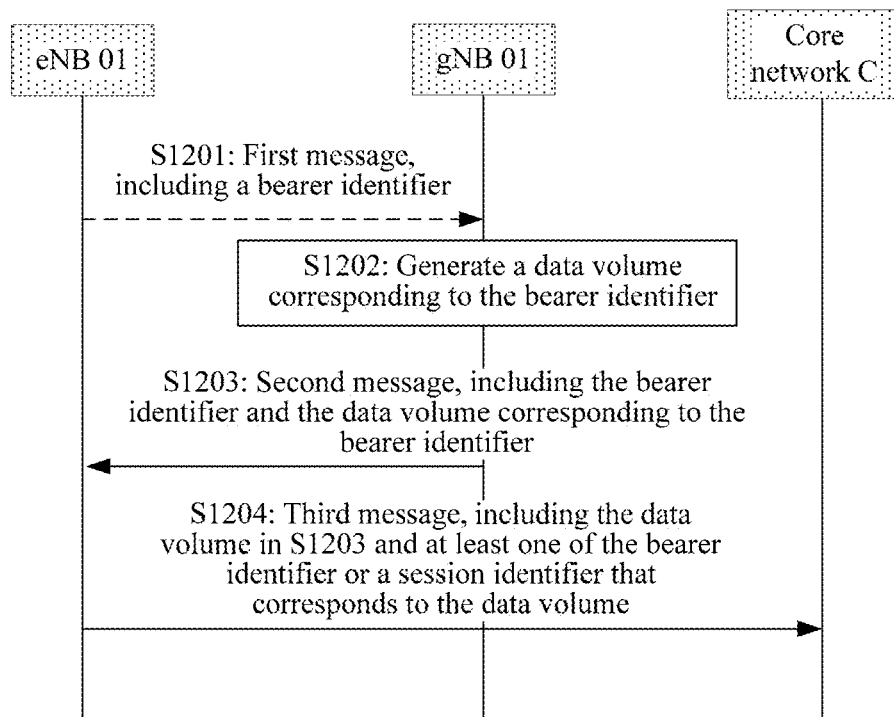 eNB 01
gNB 01
Core
network C
S1201: First message,
including a bearer identifier
S1202: Generate a data volume
corresponding to the bearer identifier
S1203: Second message, including the bearer
identifier and the data volume corresponding to the
bearer identifier
S1204: Third message, including the data
volume in S1203 and at least one of the bearer
identifier or a session identifier that
corresponds to the data volume